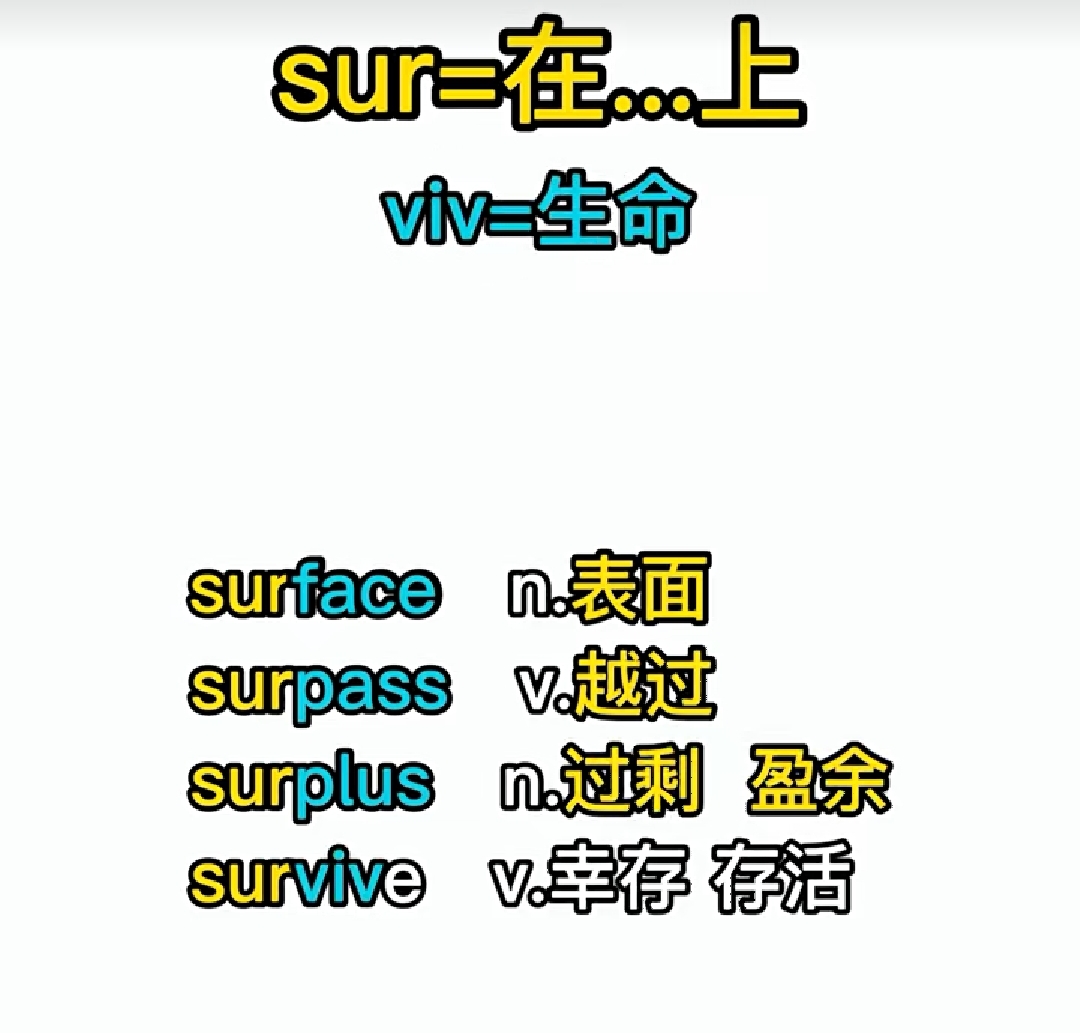 sur=在...上
viv=生命
surface n.表面
surpass v.越过
surplus n.过剩 盈余
survive v.幸存 存活